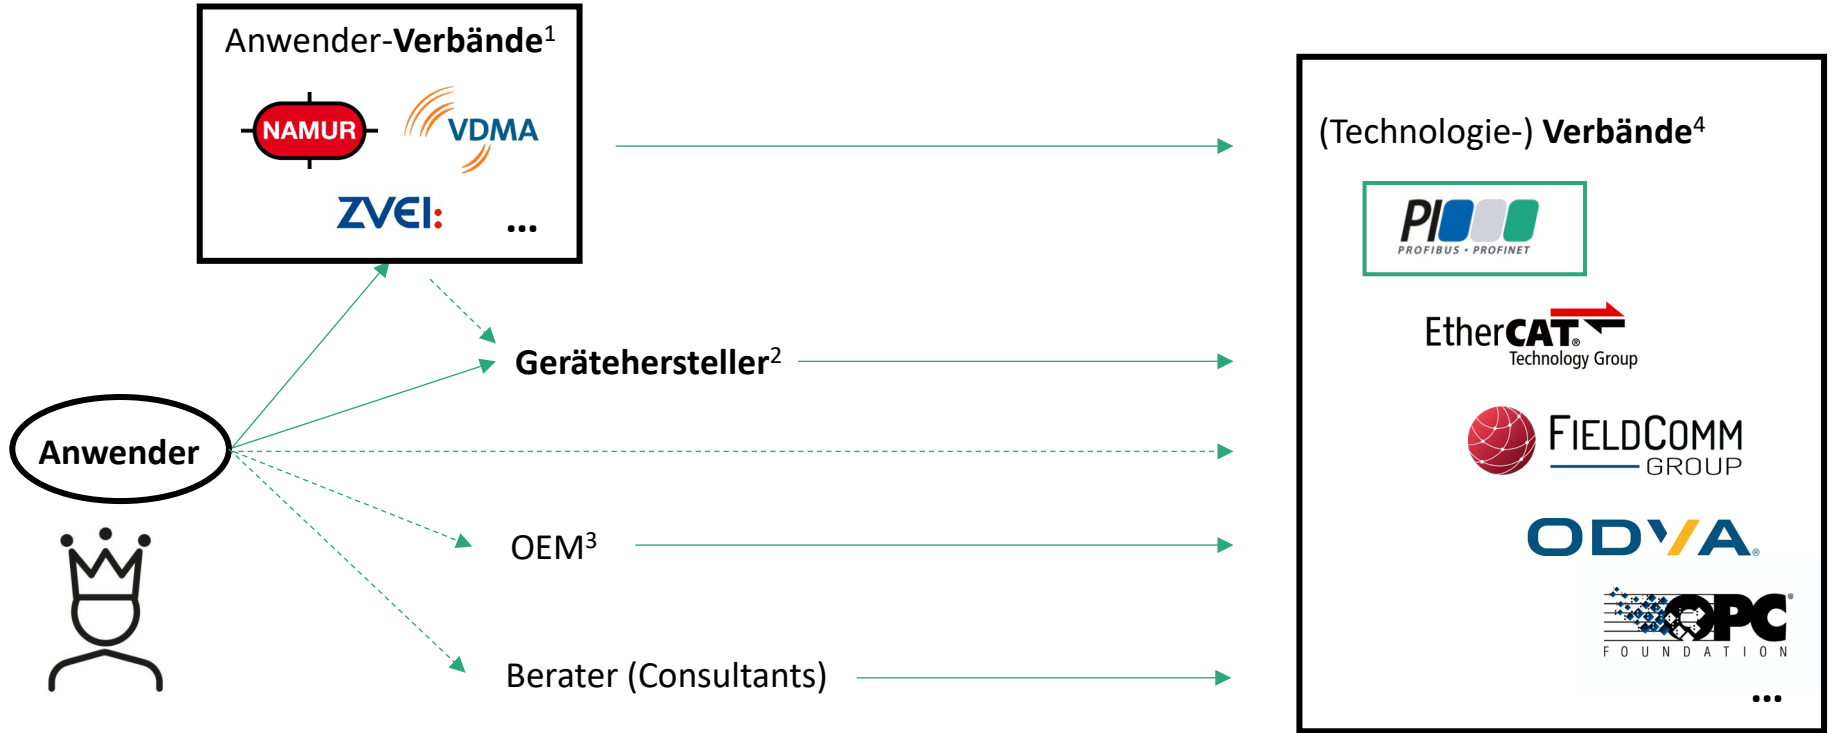 Anwender-Verbände¹
NAMUR
VDMA
ZVEI:
...
(Technologie-) Verbände⁴
PI
PROFIBUS • PROFINET
EtherCAT®
Technology Group
Gerätehersteller²
Anwender
FIELDCOMM
GROUP
OEM³
ODVA®
OPC®
FOUNDATION
Berater (Consultants)
...